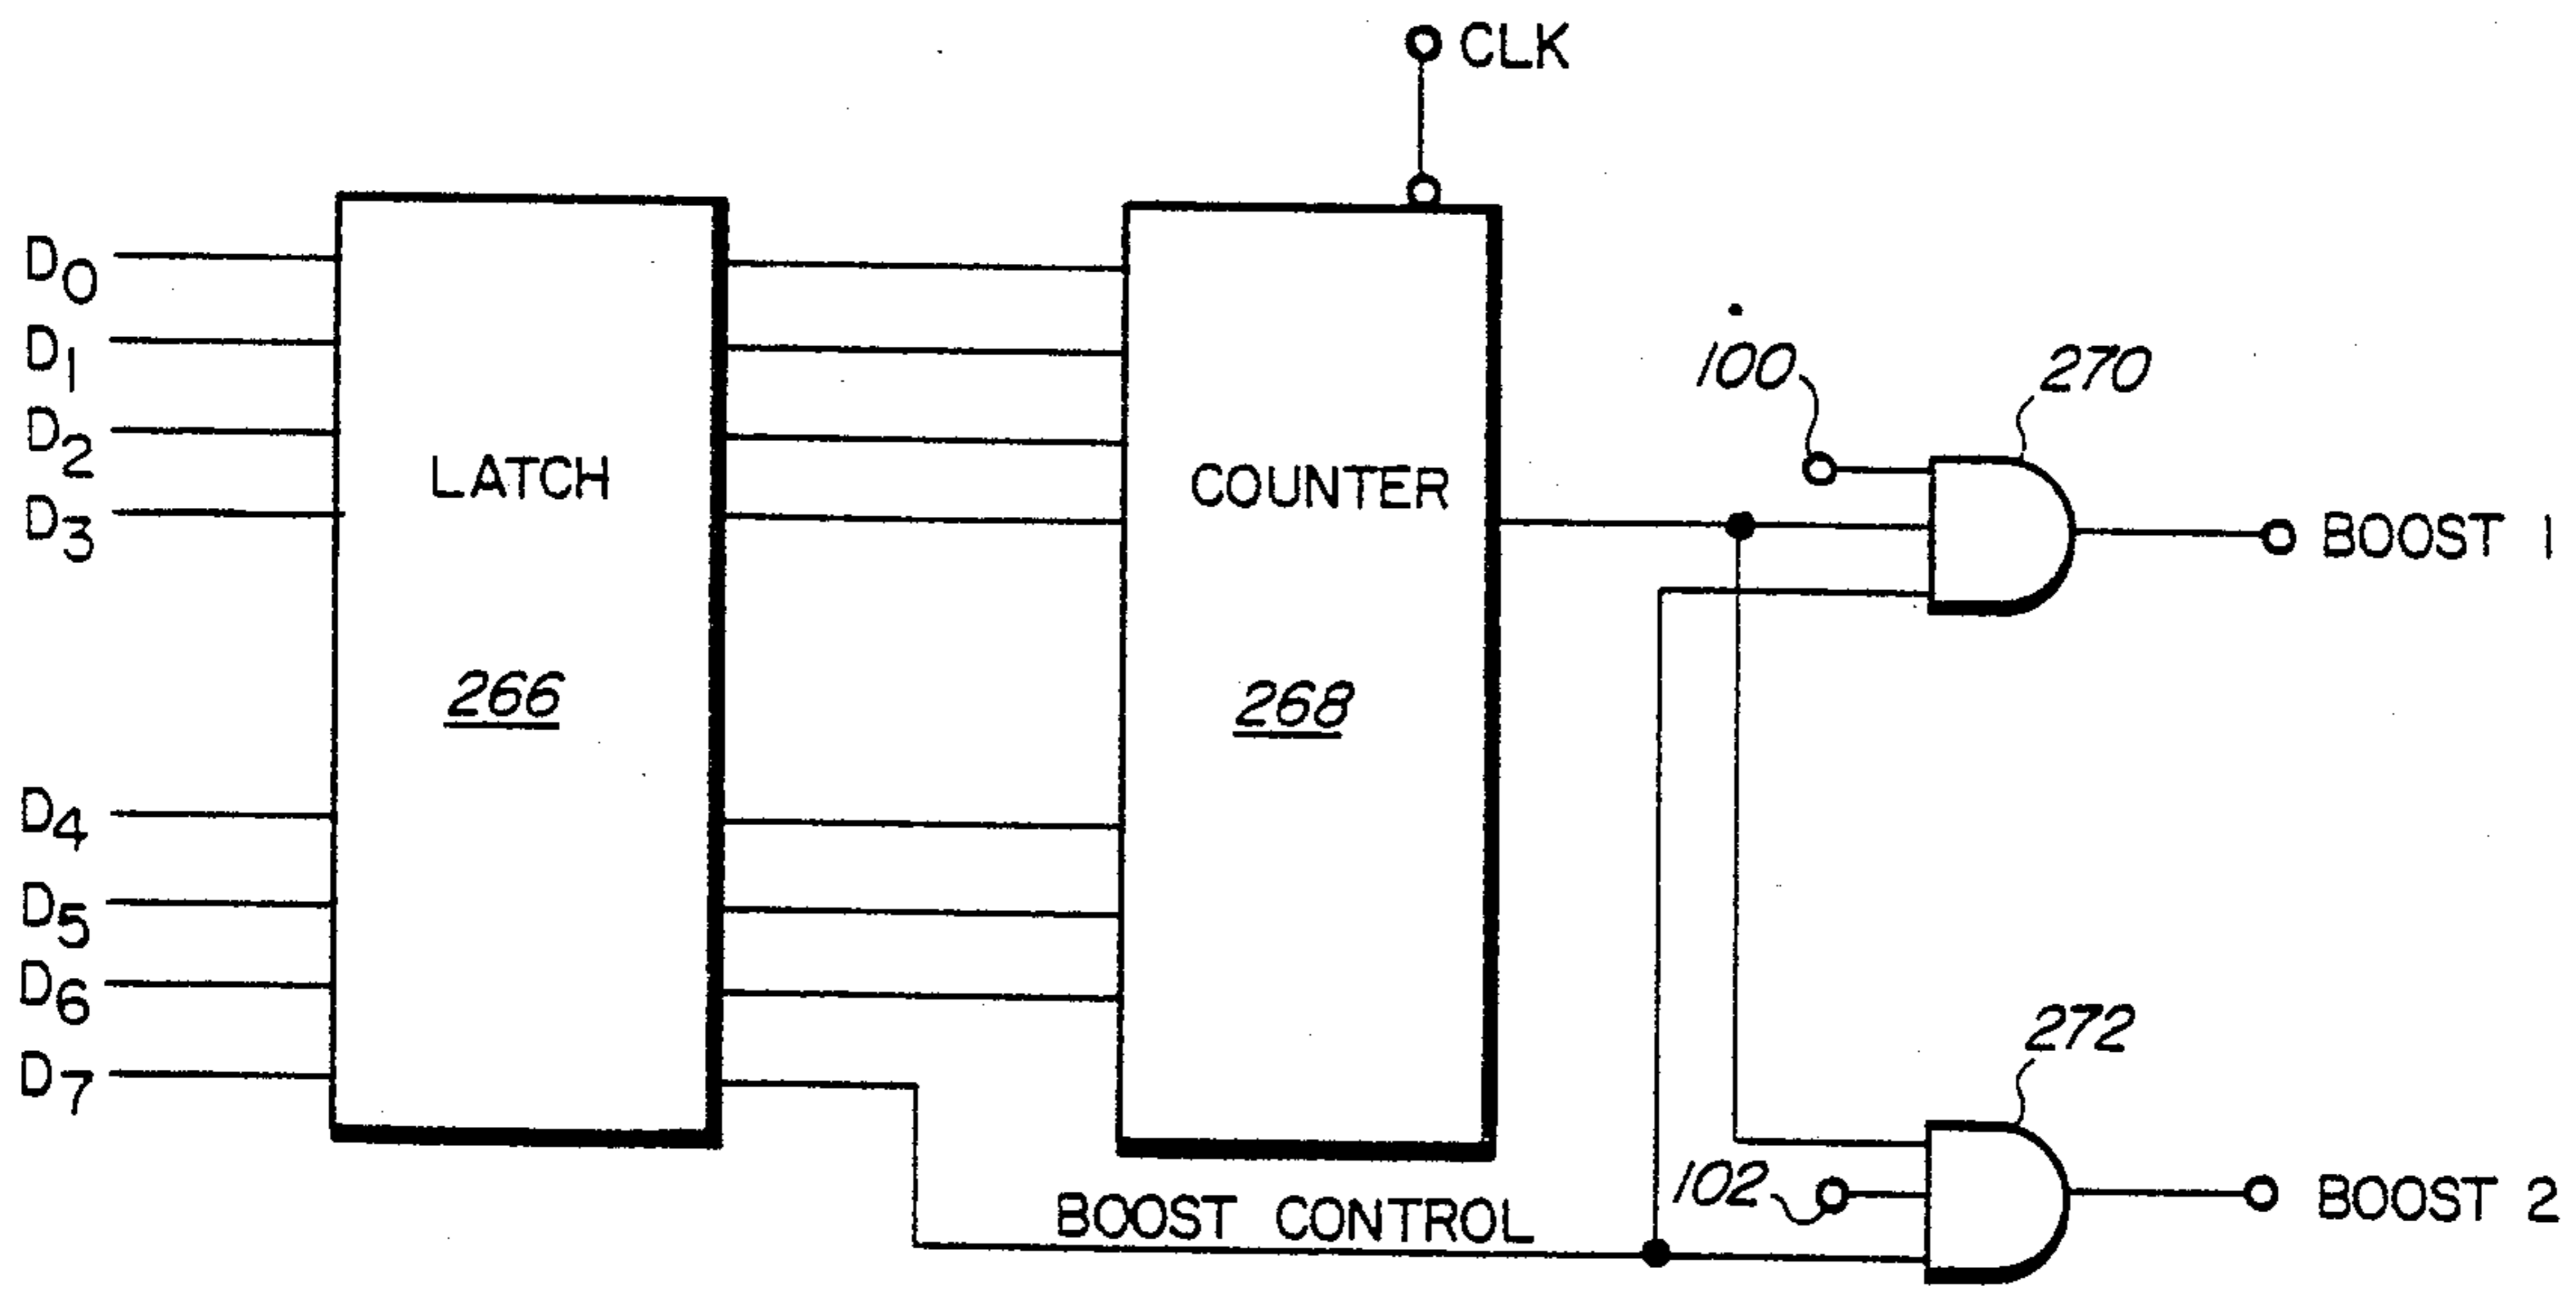 CLK
D0
D1
D2
D3
LATCH
COUNTER
100
270
BOOST 1
266
268
D4
D5
D6
D7
272
102
BOOST CONTROL
BOOST 2